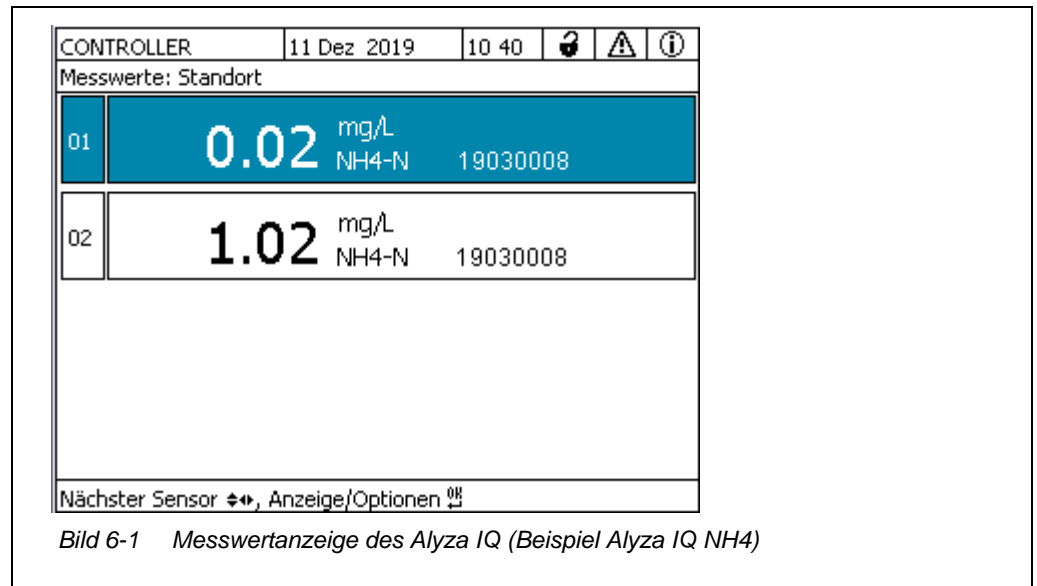 CONTROLLER 11 Dez 2019 10 40
Messwerte: Standort
01 0.02 mg/L NH4-N 19030008
02 1.02 mg/L NH4-N 19030008
Nächster Sensor, Anzeige/Optionen OK
Bild 6-1 Messwertanzeige des Alyza IQ (Beispiel Alyza IQ NH4)